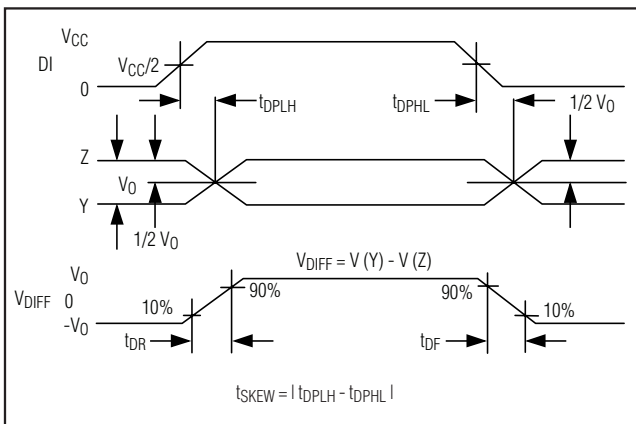 VCC
DI
VCC/2
0
tDPLH
tDPHL
1/2 VO
Z
VO
Y
1/2 VO
VDIFF = V (Y) - V (Z)
VO
VDIFF 0
-VO
10%
90%
90%
10%
tDR
tDF
tSKEW = | tDPLH - tDPHL |